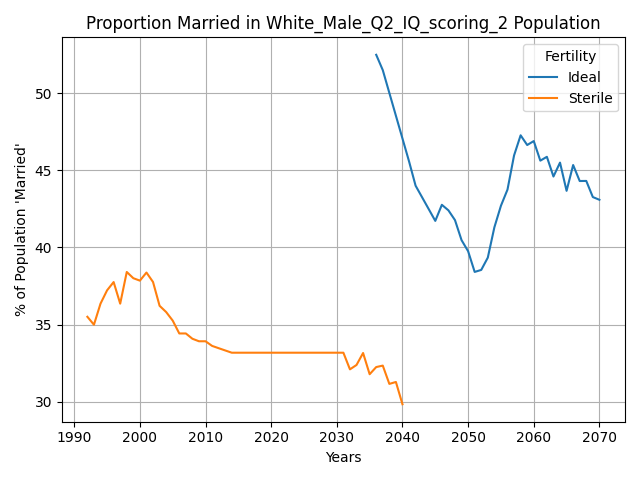 Proportion Married in White_Male_Q2_IQ_scoring_2 Population
% of Population 'Married'
Fertility
Ideal
Sterile
50
45
40
35
30
1990 2000 2010 2020 2030 2040 2050 2060 2070
Years